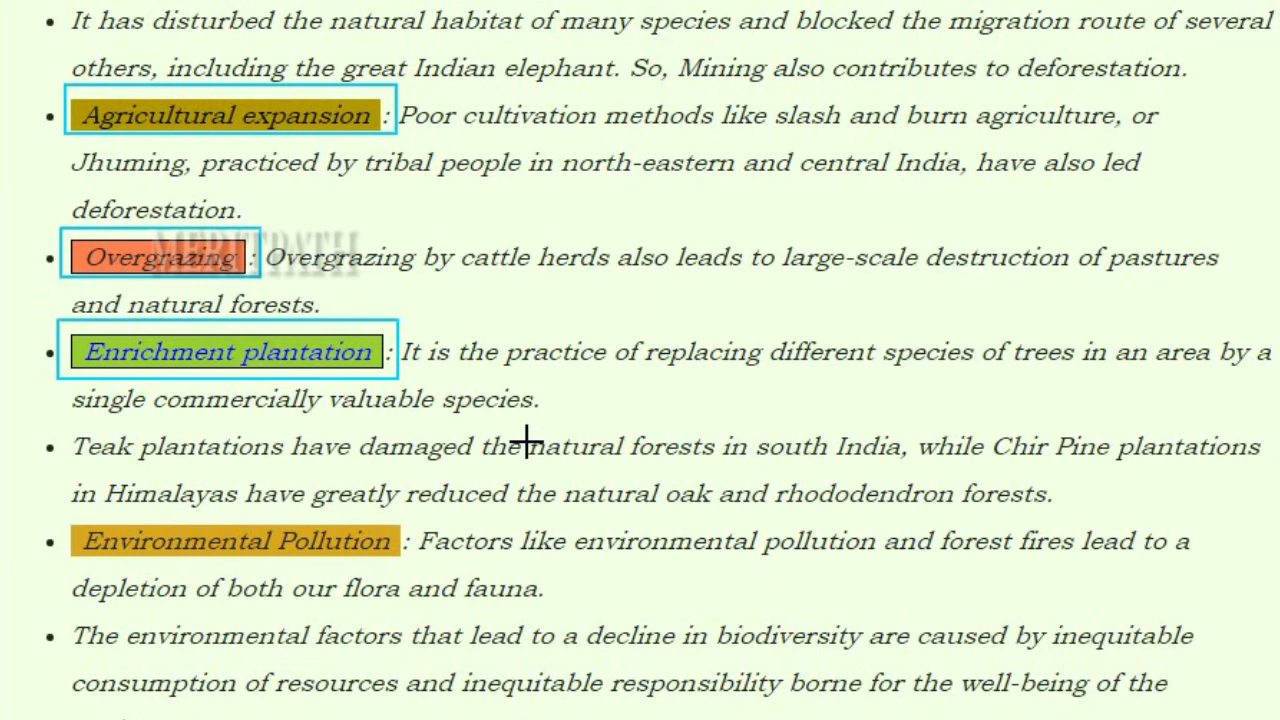 • It has disturbed the natural habitat of many species and blocked the migration route of several
others, including the great Indian elephant. So, Mining also contributes to deforestation.
• Agricultural expansion : Poor cultivation methods like slash and burn agriculture, or
Jhuming, practiced by tribal people in north-eastern and central India, have also led
deforestation.
MERITPATH
• Overgrazing : Overgrazing by cattle herds also leads to large-scale destruction of pastures
and natural forests.
• Enrichment plantation : It is the practice of replacing different species of trees in an area by a
single commercially valuable species.
• Teak plantations have damaged the natural forests in south India, while Chir Pine plantations
in Himalayas have greatly reduced the natural oak and rhododendron forests.
• Environmental Pollution : Factors like environmental pollution and forest fires lead to a
depletion of both our flora and fauna.
• The environmental factors that lead to a decline in biodiversity are caused by inequitable
consumption of resources and inequitable responsibility borne for the well-being of the